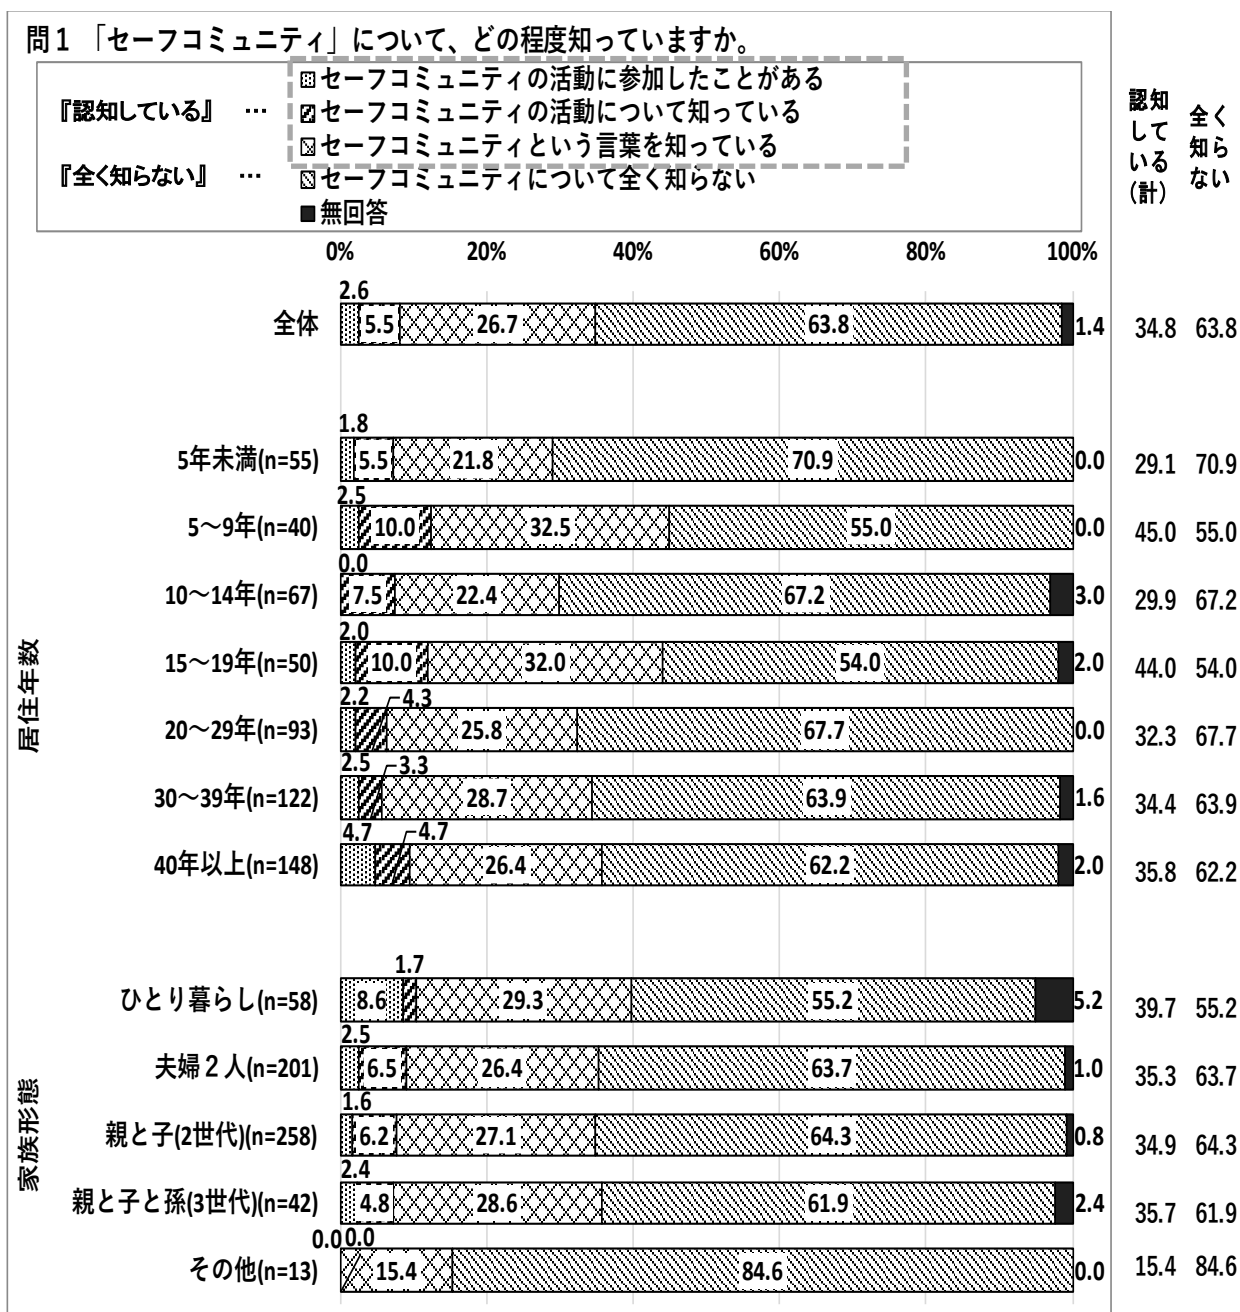 問１ 「セーフコミュニティ」について、どの程度知っていますか。
セーフコミュニティの活動に参加したことがある
『認知している』 … セーフコミュニティの活動について知っている
セーフコミュニティという言葉を知っている
『全く知らない』 … セーフコミュニティについて全く知らない
無回答
認知している(計)
全く知らない
0% 20% 40% 60% 80% 100%
全体 2.6 5.5 26.7 63.8 1.4 34.8 63.8
居住年数
5年未満(n=55) 1.8 5.5 21.8 70.9 0.0 29.1 70.9
5～9年(n=40) 2.5 10.0 32.5 55.0 0.0 45.0 55.0
10～14年(n=67) 0.0 7.5 22.4 67.2 3.0 29.9 67.2
15～19年(n=50) 2.0 10.0 32.0 54.0 2.0 44.0 54.0
20～29年(n=93) 2.2 4.3 25.8 67.7 0.0 32.3 67.7
30～39年(n=122) 2.5 3.3 28.7 63.9 1.6 34.4 63.9
40年以上(n=148) 4.7 4.7 26.4 62.2 2.0 35.8 62.2
家族形態
ひとり暮らし(n=58) 8.6 1.7 29.3 55.2 5.2 39.7 55.2
夫婦２人(n=201) 2.5 6.5 26.4 63.7 1.0 35.3 63.7
親と子(2世代)(n=258) 1.6 6.2 27.1 64.3 0.8 34.9 64.3
親と子と孫(3世代)(n=42) 2.4 4.8 28.6 61.9 2.4 35.7 61.9
その他(n=13) 0.0 0.0 15.4 84.6 0.0 15.4 84.6